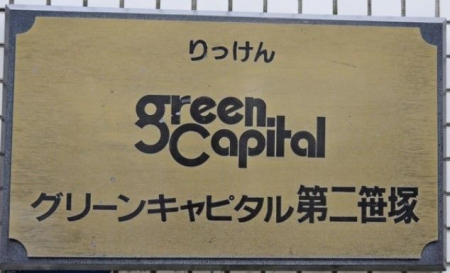 りっけん
green
Capital
グリーンキャピタル第二笹塚